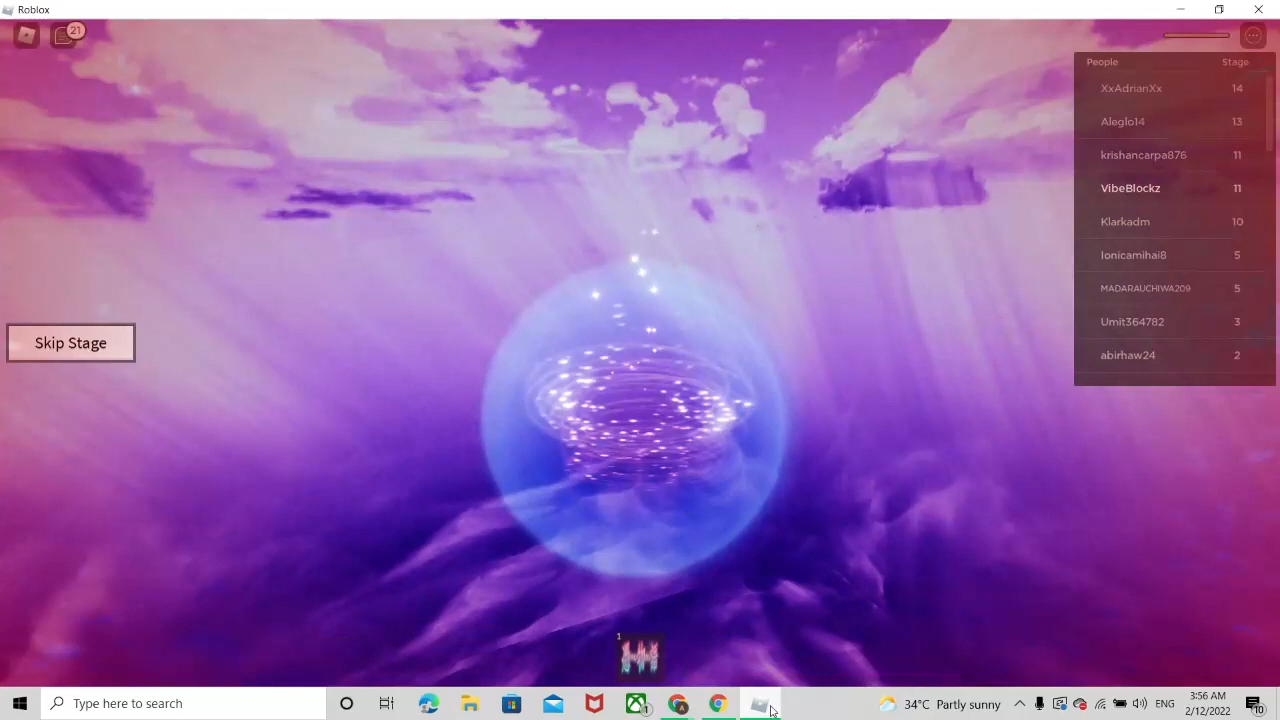 Roblox
21
People Stage
XxAdrianXx 14
Aleglo14 13
krishancarpa876 11
VibeBlockz 11
Klarkadm 10
Ionicamihai8 5
MADARAUCHIWA209 5
Umit364782 3
abirhaw24 2
Skip Stage
1
Type here to search
34°C Partly sunny
ENG
3:56 AM
2/12/2022
10